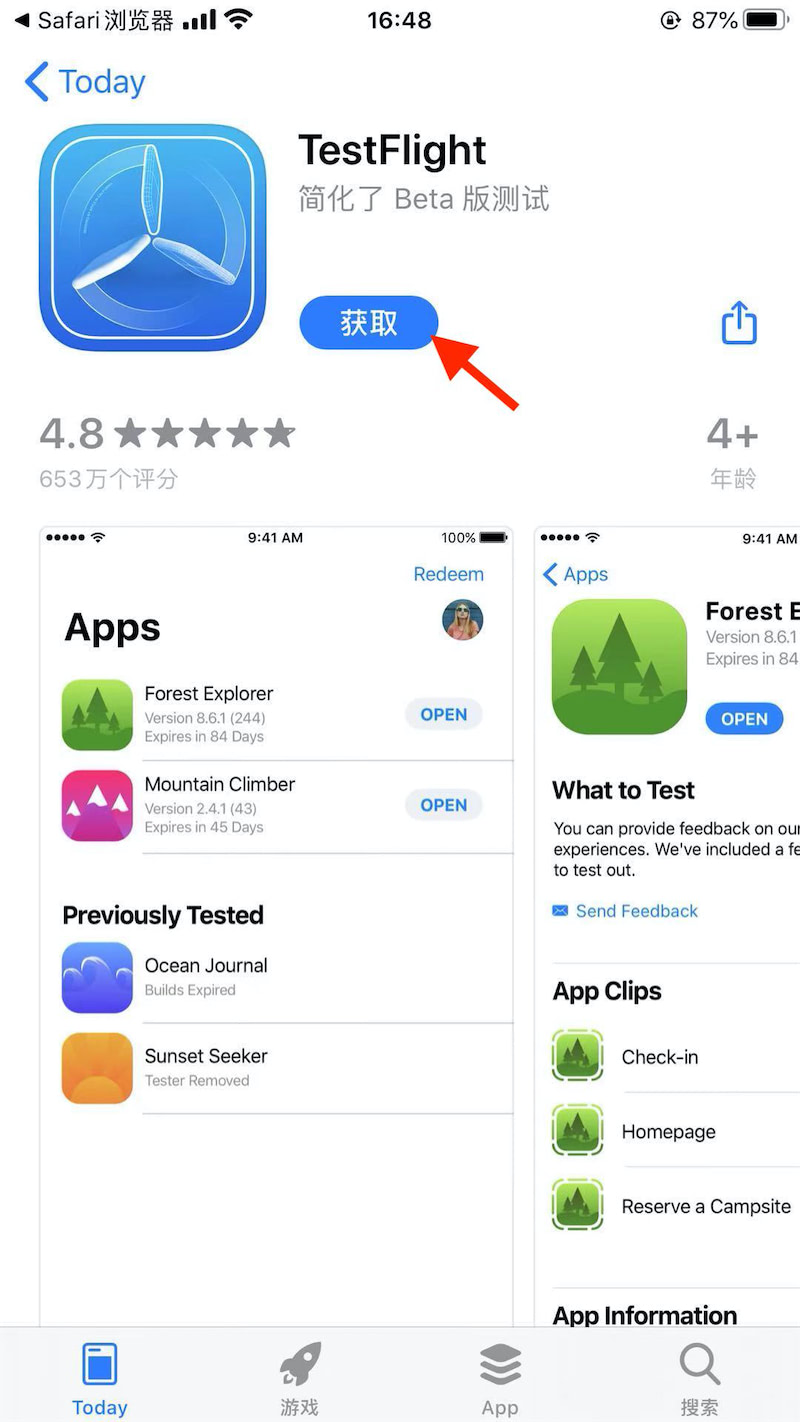 Safari浏览器 16:48 87%
Today
TestFlight
简化了 Beta 版测试
获取
4.8 4+
653万个评分 年龄
9:41 AM 100%
Redeem
Apps
Forest Explorer
Version 8.6.1 (244)
Expires in 84 Days
OPEN
Mountain Climber
Version 2.4.1 (43)
Expires in 45 Days
OPEN
Previously Tested
Ocean Journal
Builds Expired
Sunset Seeker
Tester Removed
9:41 AM
Apps
Forest E
Version 8.6.1
Expires in 84
OPEN
What to Test
You can provide feedback on our
experiences. We've included a fe
to test out.
Send Feedback
App Clips
Check-in
Homepage
Reserve a Campsite
App Information
Today 游戏 App 搜索